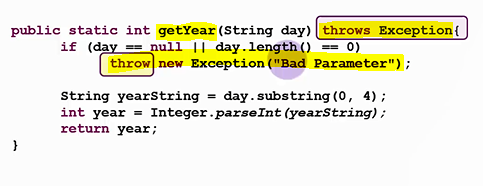 public static int getYear(String day) throws Exception{
if (day == null || day.length() == 0)
throw new Exception("Bad Parameter");
String yearString = day.substring(0, 4);
int year = Integer.parseInt(yearString);
return year;
}